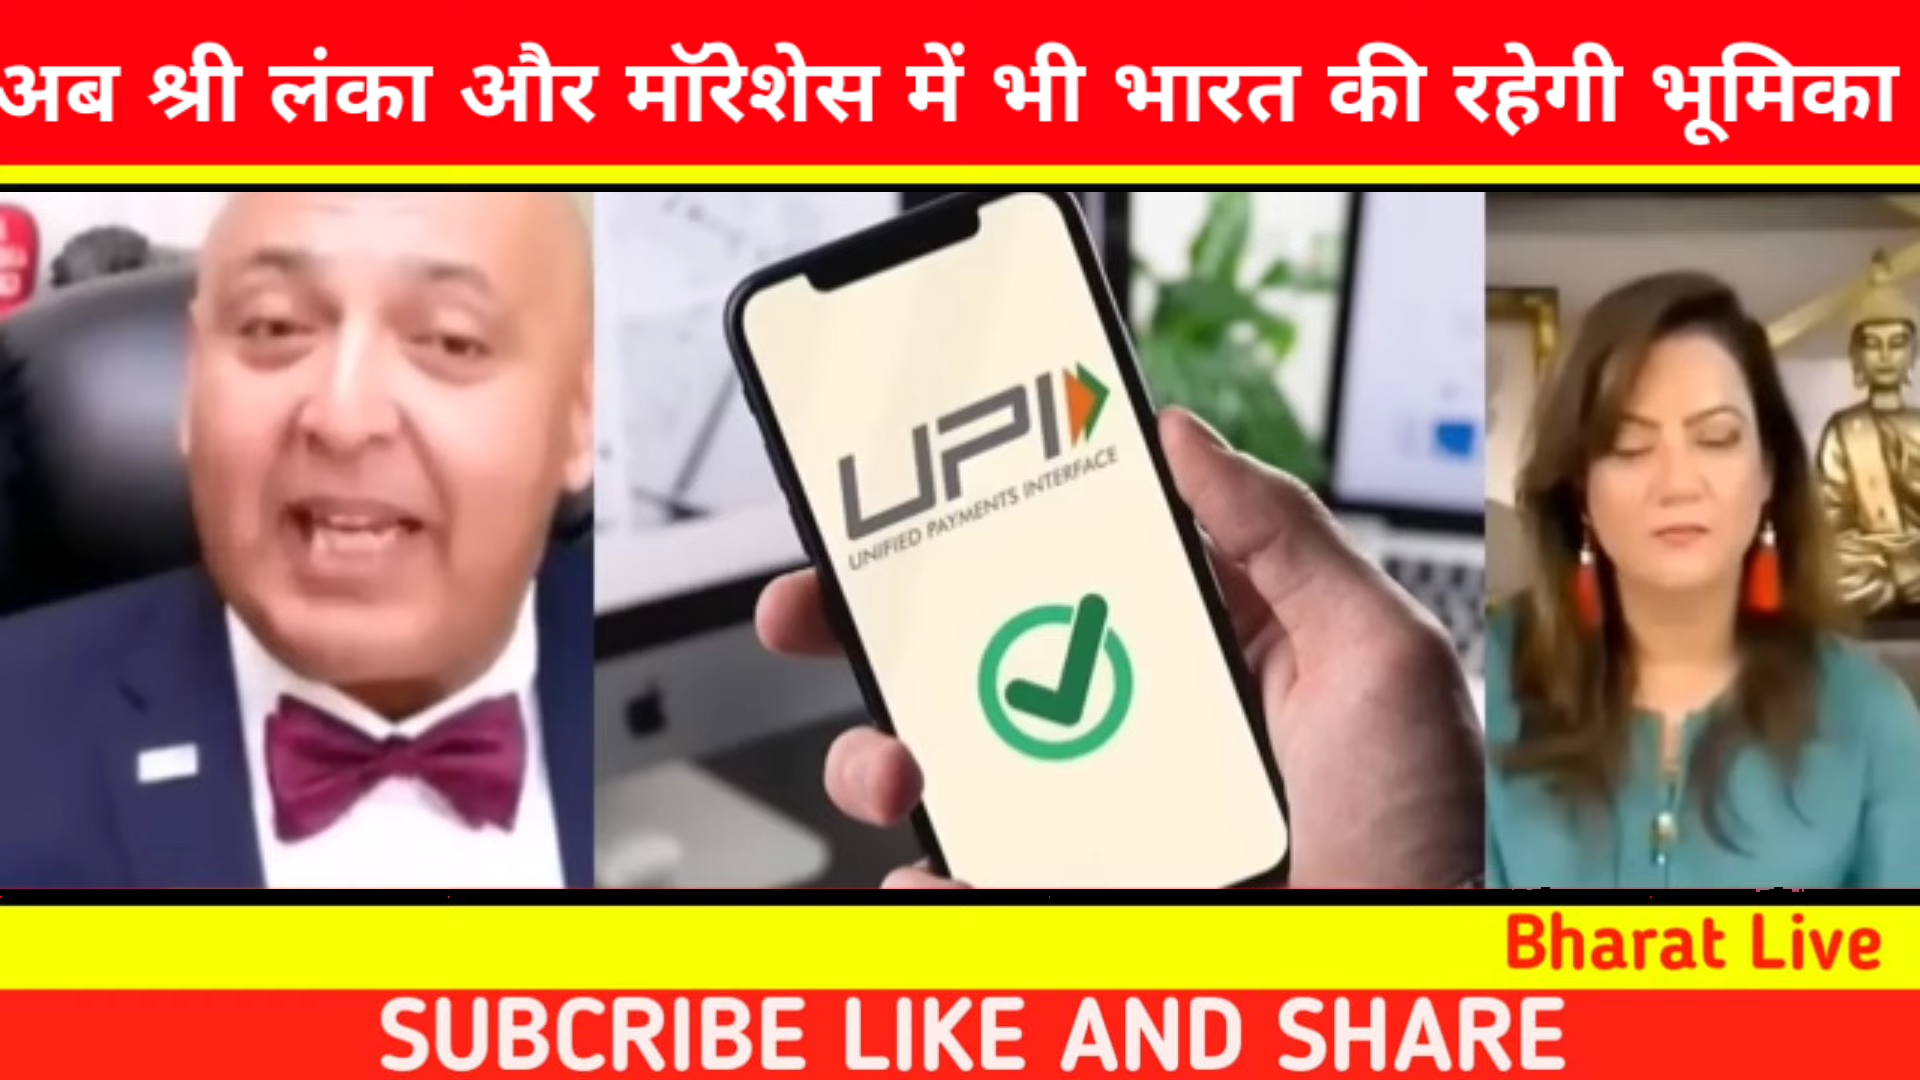 अब श्री लंका और मॉरेशेस में भी भारत की रहेगी भूमिका
UPI
UNIFIED PAYMENTS INTERFACE
Bharat Live
SUBCRIBE LIKE AND SHARE